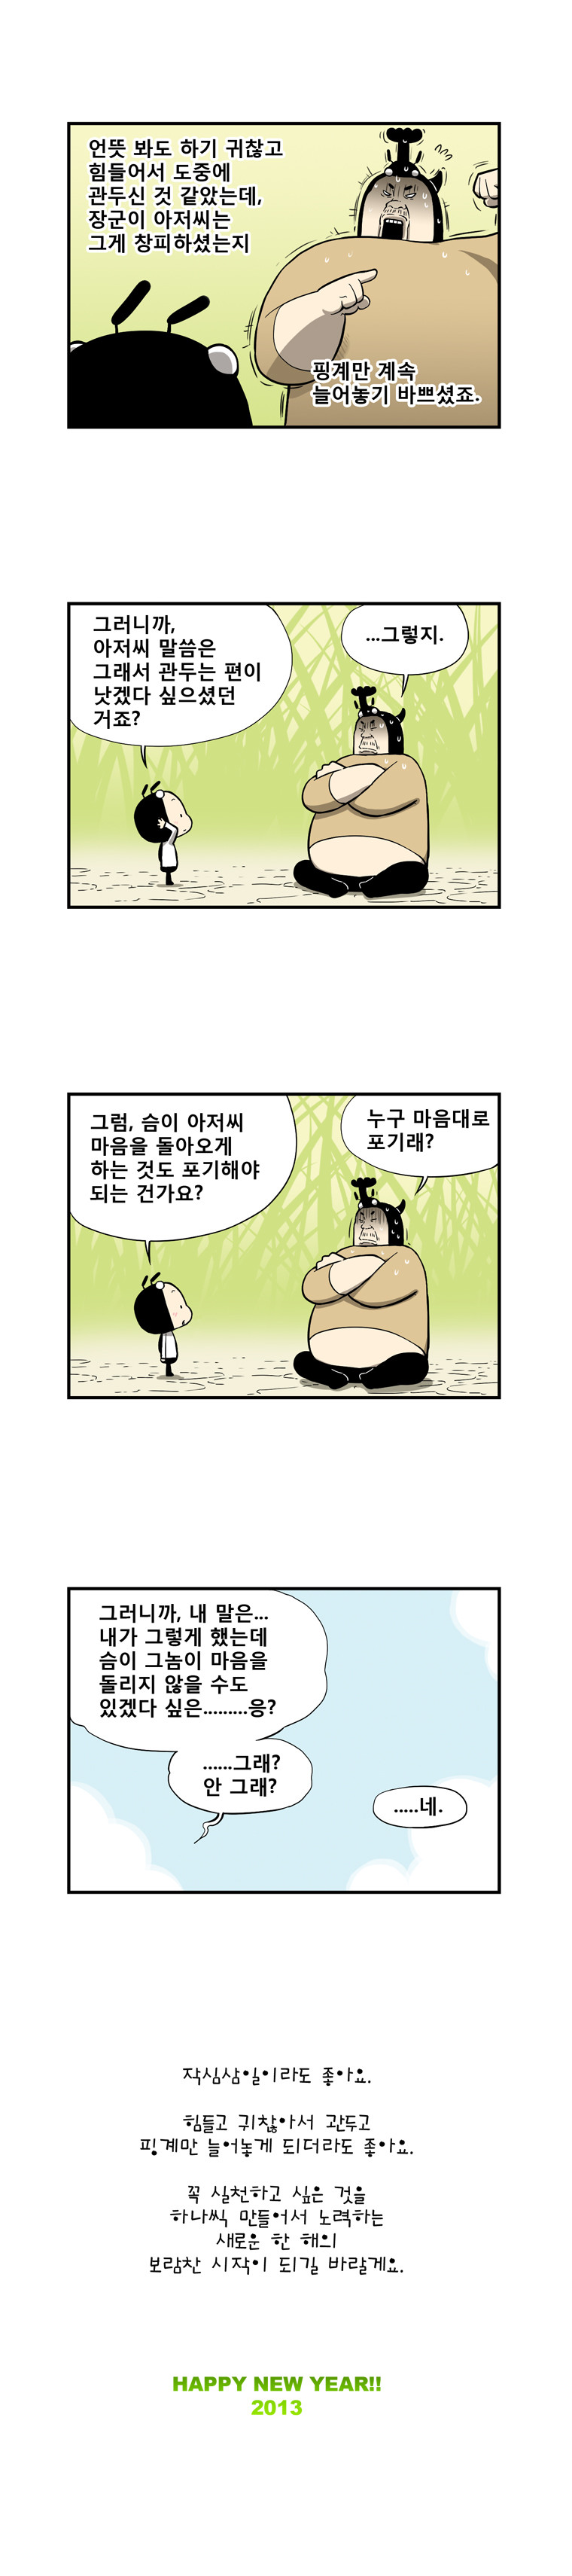 언뜻 봐도 하기 귀찮고
힘들어서 도중에
관두신 것 같았는데,
장군이 아저씨는
그게 창피하셨는지
핑계만 계속
늘어놓기 바쁘셨죠.
그러니까,
아저씨 말씀은
그래서 관두는 편이
낫겠다 싶으셨던
거죠?
...그렇지.
그럼, 슴이 아저씨
마음을 돌아오게
하는 것도 포기해야
되는 건가요?
누구 마음대로
포기래?
그러니까, 내 말은...
내가 그렇게 했는데
슴이 그놈이 마음을
돌리지 않을 수도
있겠다 싶은.........응?
......그래?
안 그래?
.....네.
작심삼일이라도 좋아요.
힘들고 귀찮아서 관두고
핑계만 늘어놓게 되더라도 좋아요.
꼭 실천하고 싶은 것을
하나씩 만들어서 노력하는
새로운 한 해의
보람찬 시작이 되길 바랄게요.
HAPPY NEW YEAR!!
2013